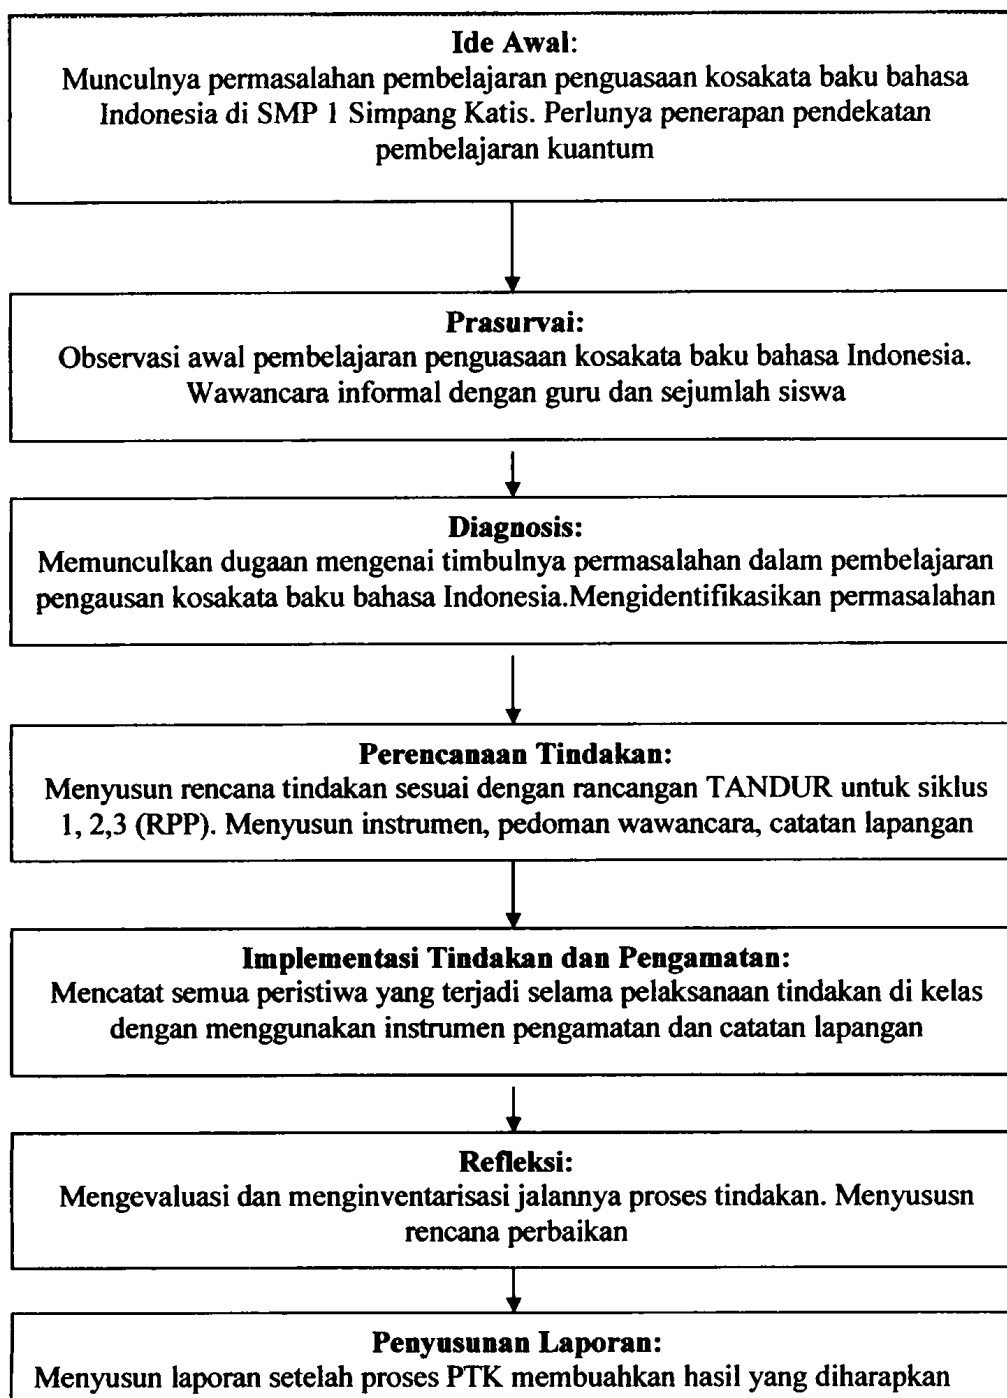 Ide Awal:
Munculnya permasalahan pembelajaran penguasaan kosakata baku bahasa
Indonesia di SMP 1 Simpang Katis. Perlunya penerapan pendekatan
pembelajaran kuantum
Prasurvai:
Observasi awal pembelajaran penguasaan kosakata baku bahasa Indonesia.
Wawancara informal dengan guru dan sejumlah siswa
Diagnosis:
Memunculkan dugaan mengenai timbulnya permasalahan dalam pembelajaran
pengausan kosakata baku bahasa Indonesia.Mengidentifikasikan permasalahan
Perencanaan Tindakan:
Menyusun rencana tindakan sesuai dengan rancangan TANDUR untuk siklus
1, 2,3 (RPP). Menyusun instrumen, pedoman wawancara, catatan lapangan
Implementasi Tindakan dan Pengamatan:
Mencatat semua peristiwa yang terjadi selama pelaksanaan tindakan di kelas
dengan menggunakan instrumen pengamatan dan catatan lapangan
Refleksi:
Mengevaluasi dan menginventarisasi jalannya proses tindakan. Menyususn
rencana perbaikan
Penyusunan Laporan:
Menyusun laporan setelah proses PTK membuahkan hasil yang diharapkan